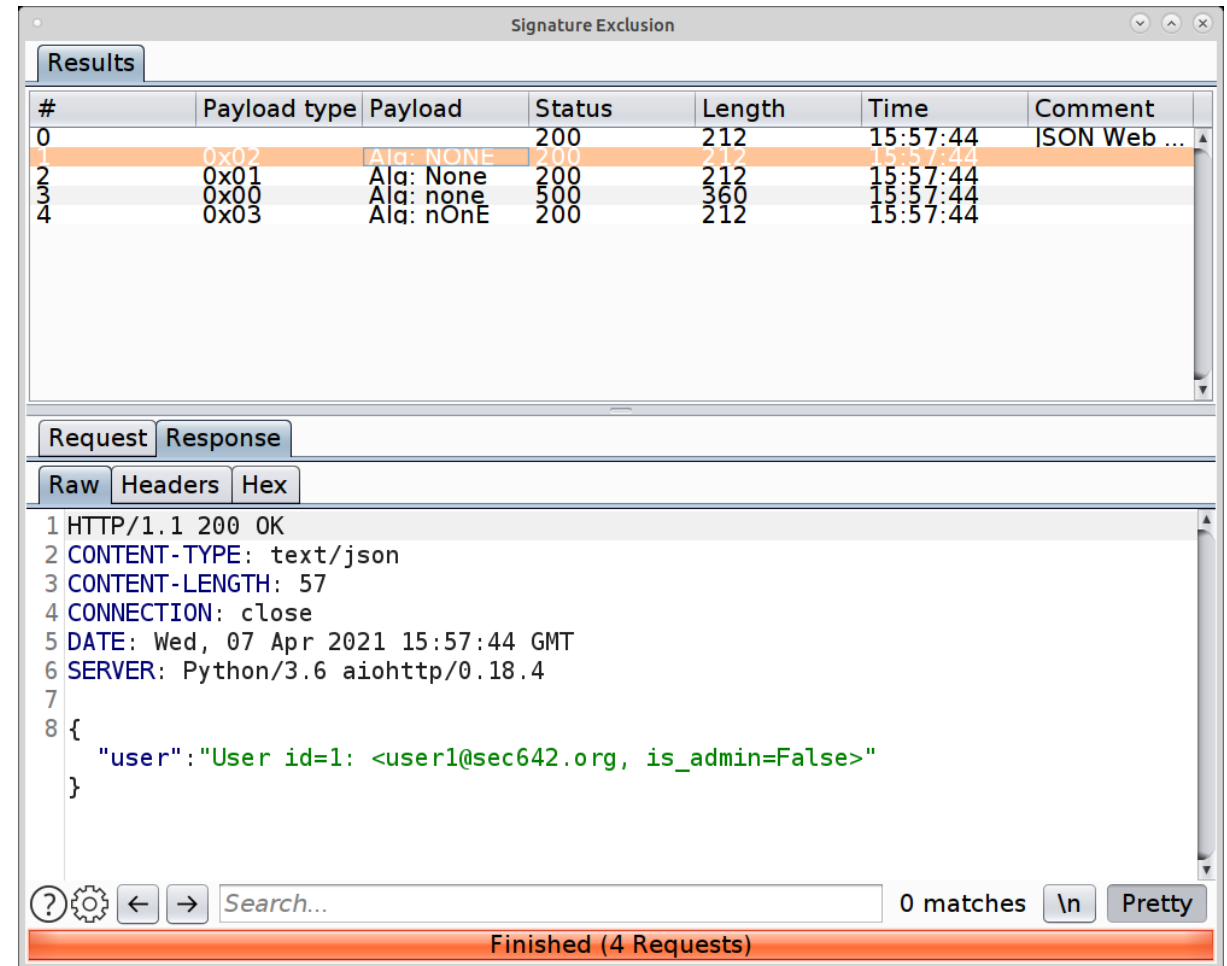 Signature Exclusion
Results
# Payload type Payload Status Length Time Comment
0 200 212 15:57:44 JSON Web ...
1 0x02 Alg: NONE 200 212 15:57:44
2 0x01 Alg: None 200 212 15:57:44
3 0x00 Alg: none 500 360 15:57:44
4 0x03 Alg: nOnE 200 212 15:57:44
Request Response
Raw Headers Hex
1 HTTP/1.1 200 OK
2 CONTENT-TYPE: text/json
3 CONTENT-LENGTH: 57
4 CONNECTION: close
5 DATE: Wed, 07 Apr 2021 15:57:44 GMT
6 SERVER: Python/3.6 aiohttp/0.18.4
7
8 {
"user":"User id=1: <user1@sec642.org, is_admin=False>"
}
? ← → Search... 0 matches \n Pretty
Finished (4 Requests)